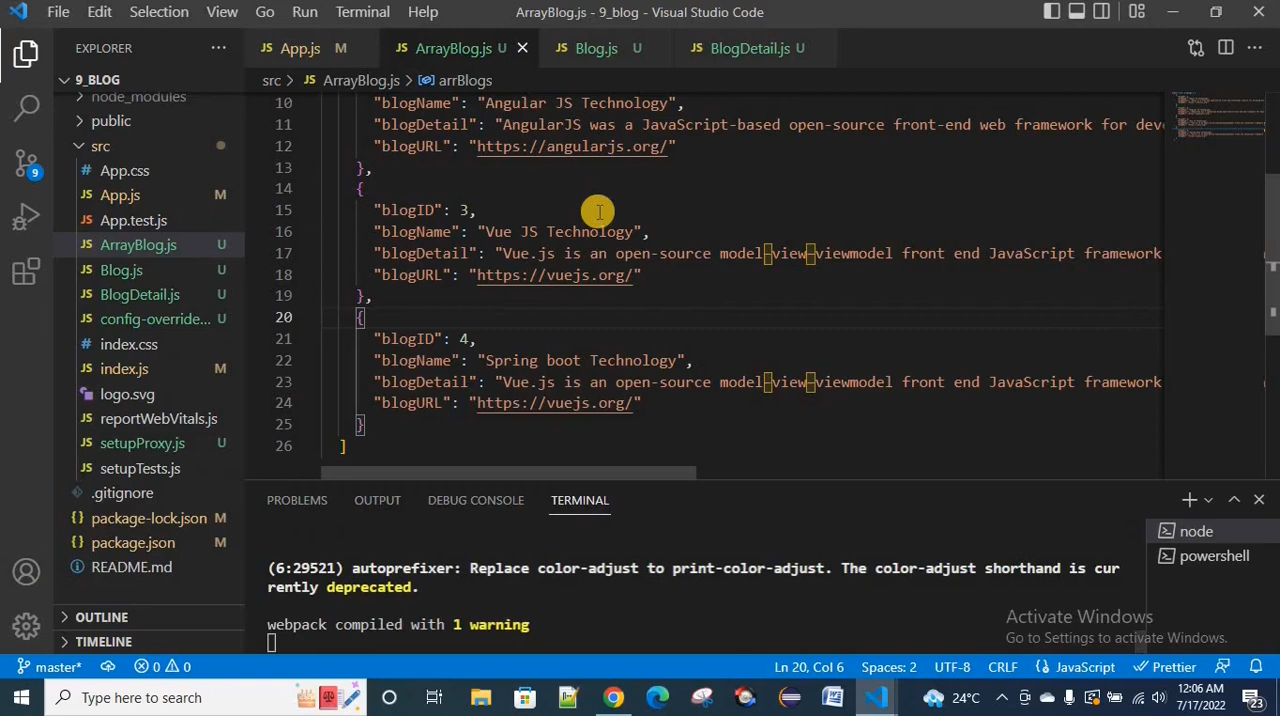 File Edit Selection View Go Run Terminal Help ArrayBlog.js - 9_blog - Visual Studio Code
EXPLORER
App.js M ArrayBlog.js U Blog.js U BlogDetail.js U
9_BLOG
src ArrayBlog.js arrBlogs
node_modules
public
src
App.css
App.js M
App.test.js
ArrayBlog.js U
Blog.js U
BlogDetail.js U
config-override... U
index.css
index.js M
logo.svg
reportWebVitals.js
setupProxy.js U
setupTests.js
.gitignore
package-lock.json M
package.json M
README.md
OUTLINE
TIMELINE
10 "blogName": "Angular JS Technology",
11 "blogDetail": "AngularJS was a JavaScript-based open-source front-end web framework for deve
12 "blogURL": "https://angularjs.org/"
13 },
14 {
15 "blogID": 3,
16 "blogName": "Vue JS Technology",
17 "blogDetail": "Vue.js is an open-source model–view–viewmodel front end JavaScript framework
18 "blogURL": "https://vuejs.org/"
19 },
20 {
21 "blogID": 4,
22 "blogName": "Spring boot Technology",
23 "blogDetail": "Vue.js is an open-source model–view–viewmodel front end JavaScript framework
24 "blogURL": "https://vuejs.org/"
25 }
26 ]
PROBLEMS OUTPUT DEBUG CONSOLE TERMINAL
(6:29521) autoprefixer: Replace color-adjust to print-color-adjust. The color-adjust shorthand is cur
rently deprecated.
webpack compiled with 1 warning
node
powershell
Activate Windows
Go to Settings to activate Windows.
master* 0 0 Ln 20, Col 6 Spaces: 2 UTF-8 CRLF JavaScript Prettier
9
Type here to search 24°C 12:06 AM
7/17/2022 23